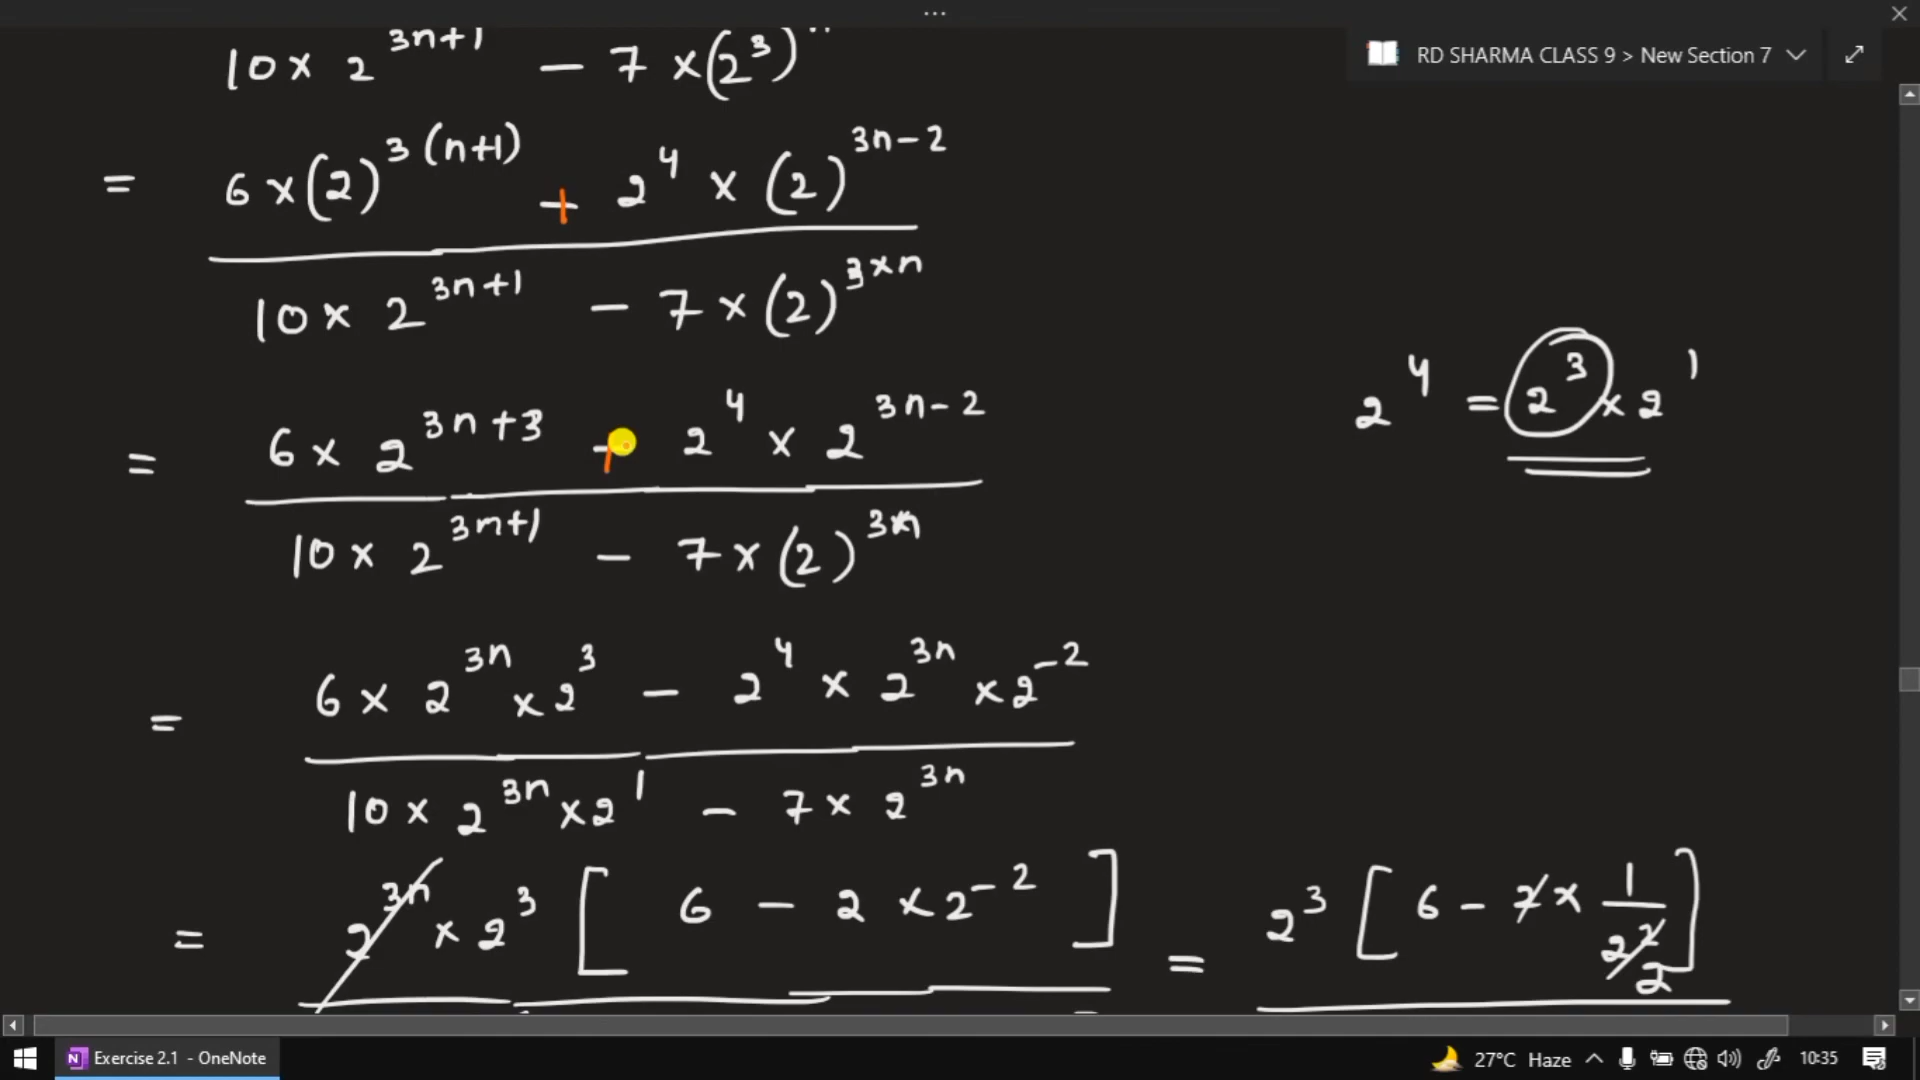 ...
RD SHARMA CLASS 9 > New Section 7
10 × 2^(3n+1) − 7 × (2^3)
= (6 × (2)^(3(n+1)) + 2^4 × (2)^(3n−2))
/ (10 × 2^(3n+1) − 7 × (2)^(3×n))
= (6 × 2^(3n+3) + 2^4 × 2^(3n−2))
/ (10 × 2^(3n+1) − 7 × (2)^(3n))
2^4 = 2^3 × 2^1
= (6 × 2^(3n) × 2^3 − 2^4 × 2^(3n) × 2^(−2))
/ (10 × 2^(3n) × 2^1 − 7 × 2^(3n))
= 2^(3n) × 2^3 [ 6 − 2 × 2^(−2) ] = 2^3 [ 6 − 2 × 1/2^2 ]
2
Exercise 2.1 - OneNote
27°C Haze
10:35